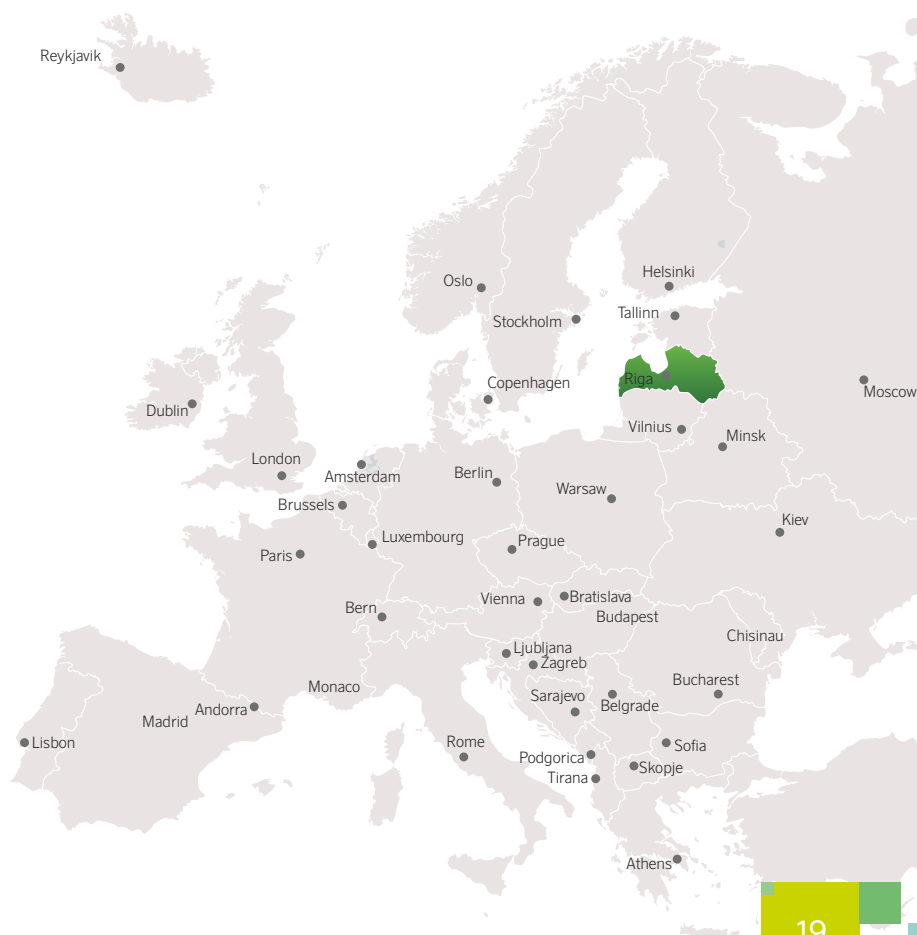 Reykjavik
Oslo
Helsinki
Stockholm
Tallinn
Copenhagen
Riga
Moscow
Dublin
Vilnius
Minsk
London
Amsterdam
Berlin
Warsaw
Brussels
Kiev
Luxembourg
Prague
Paris
Vienna
Bratislava
Bern
Budapest
Chisinau
Ljubljana
Zagreb
Monaco
Sarajevo
Bucharest
Belgrade
Andorra
Madrid
Lisbon
Rome
Sofia
Podgorica
Skopje
Tirana
Athens
19